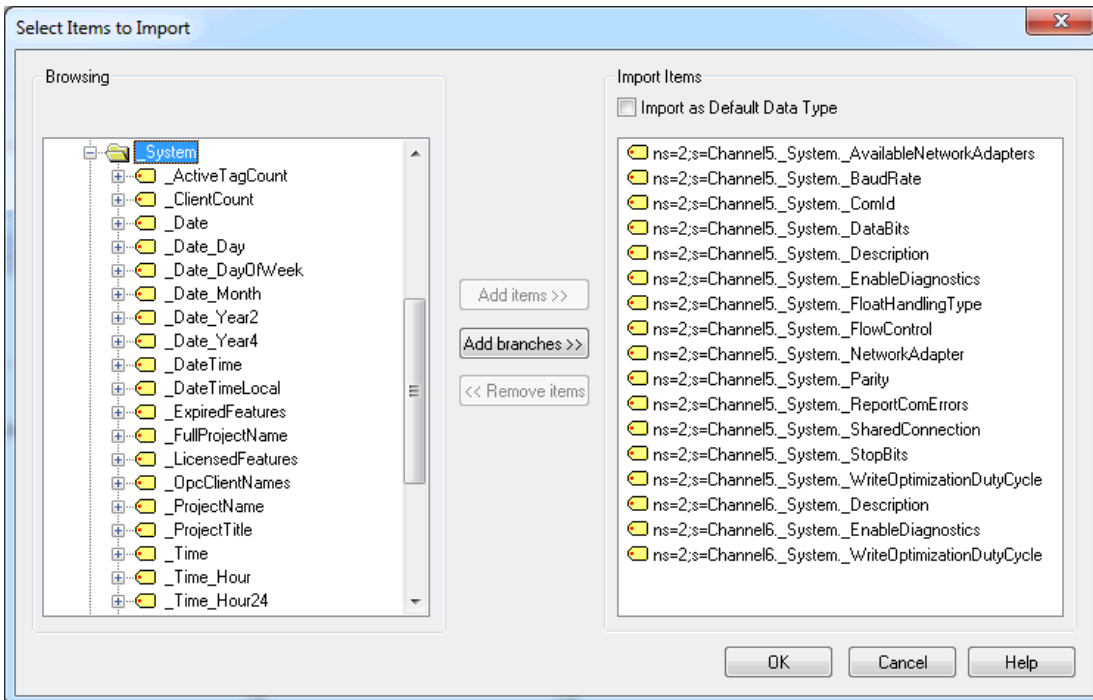 Select Items to Import
Browsing
_System
_ActiveTagCount
_ClientCount
_Date
_Date_Day
_Date_DayOfWeek
_Date_Month
_Date_Year2
_Date_Year4
_DateTime
_DateTimeLocal
_ExpiredFeatures
_FullProjectName
_LicensedFeatures
_OpcClientNames
_ProjectName
_ProjectTitle
_Time
_Time_Hour
_Time_Hour24
Add items >>
Add branches >>
<< Remove items
Import Items
Import as Default Data Type
ns=2;s=Channel5._System._AvailableNetworkAdapters
ns=2;s=Channel5._System._BaudRate
ns=2;s=Channel5._System._ComId
ns=2;s=Channel5._System._DataBits
ns=2;s=Channel5._System._Description
ns=2;s=Channel5._System._EnableDiagnostics
ns=2;s=Channel5._System._FloatHandlingType
ns=2;s=Channel5._System._FlowControl
ns=2;s=Channel5._System._NetworkAdapter
ns=2;s=Channel5._System._Parity
ns=2;s=Channel5._System._ReportComErrors
ns=2;s=Channel5._System._SharedConnection
ns=2;s=Channel5._System._StopBits
ns=2;s=Channel5._System._WriteOptimizationDutyCycle
ns=2;s=Channel6._System._Description
ns=2;s=Channel6._System._EnableDiagnostics
ns=2;s=Channel6._System._WriteOptimizationDutyCycle
OK
Cancel
Help